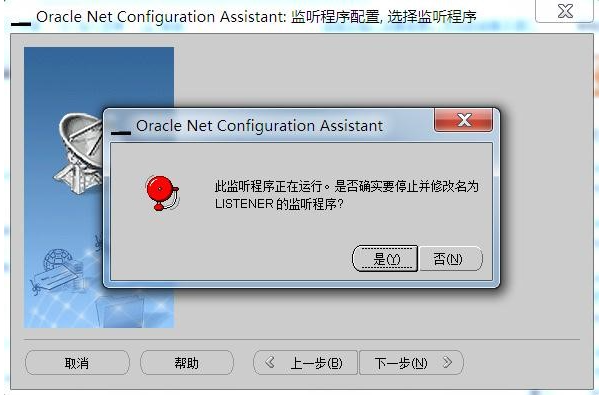 Oracle Net Configuration Assistant: 监听程序配置, 选择监听程序
Oracle Net Configuration Assistant
此监听程序正在运行。是否确实要停止并修改名为
LISTENER 的监听程序?
是(Y)
否(N)
取消
帮助
上一步(B)
下一步(N)